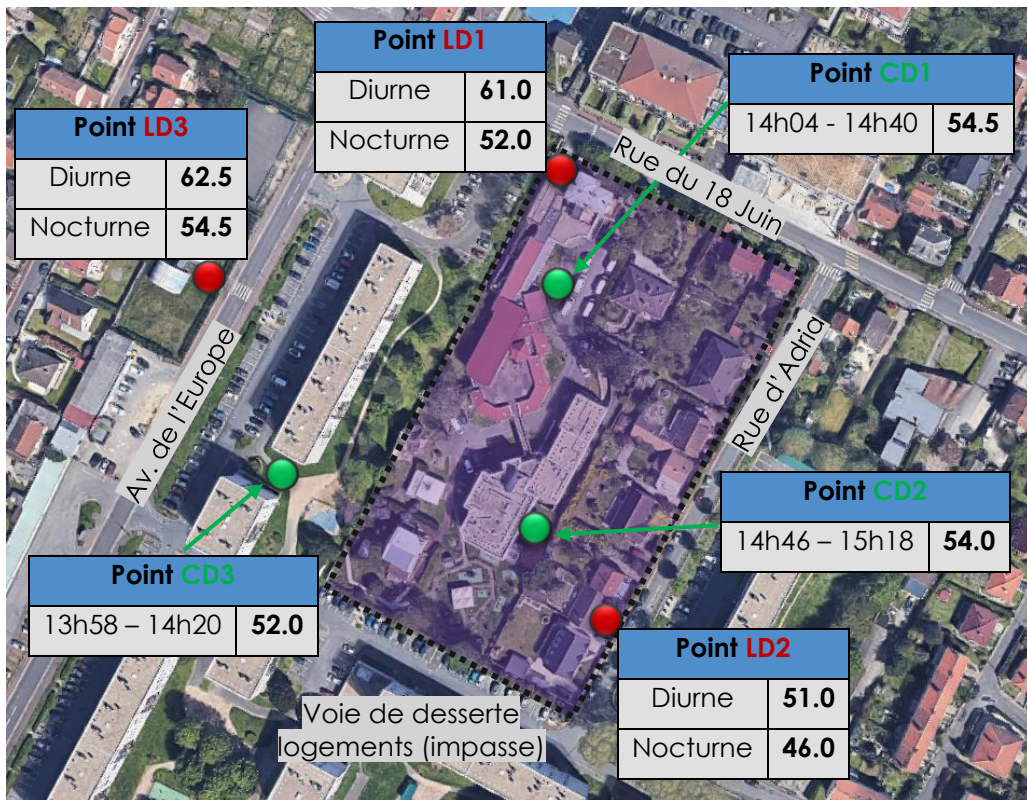 Point LD1
Diurne 61.0
Nocturne 52.0
Point CD1
14h04 - 14h40 54.5
Point LD3
Diurne 62.5
Nocturne 54.5
Rue du 18 Juin
Av. de l'Europe
Rue d'Adria
Point CD2
14h46 – 15h18 54.0
Point CD3
13h58 – 14h20 52.0
Point LD2
Diurne 51.0
Nocturne 46.0
Voie de desserte
logements (impasse)